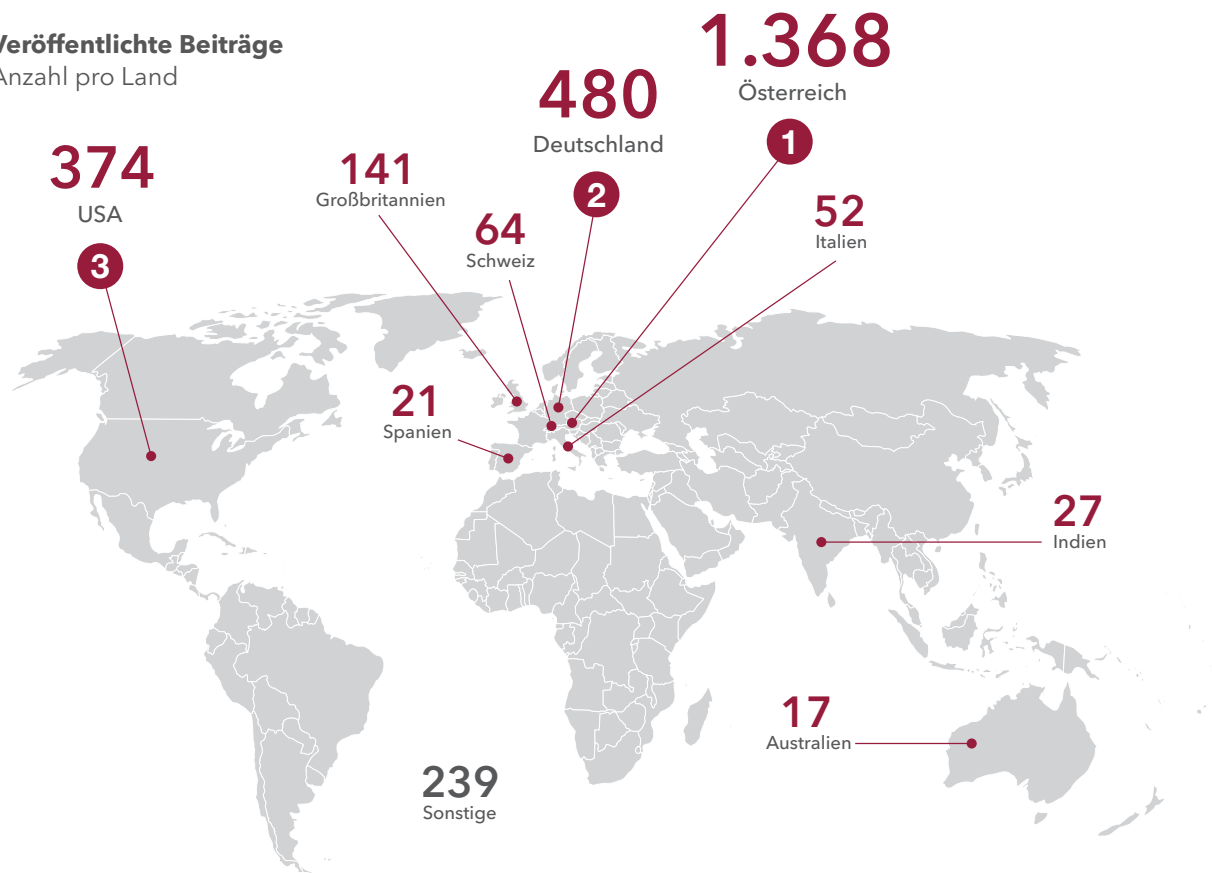 Veröffentlichte Beiträge
Anzahl pro Land
1.368
Österreich
1
480
Deutschland
2
374
USA
3
141
Großbritannien
64
Schweiz
52
Italien
21
Spanien
27
Indien
17
Australien
239
Sonstige